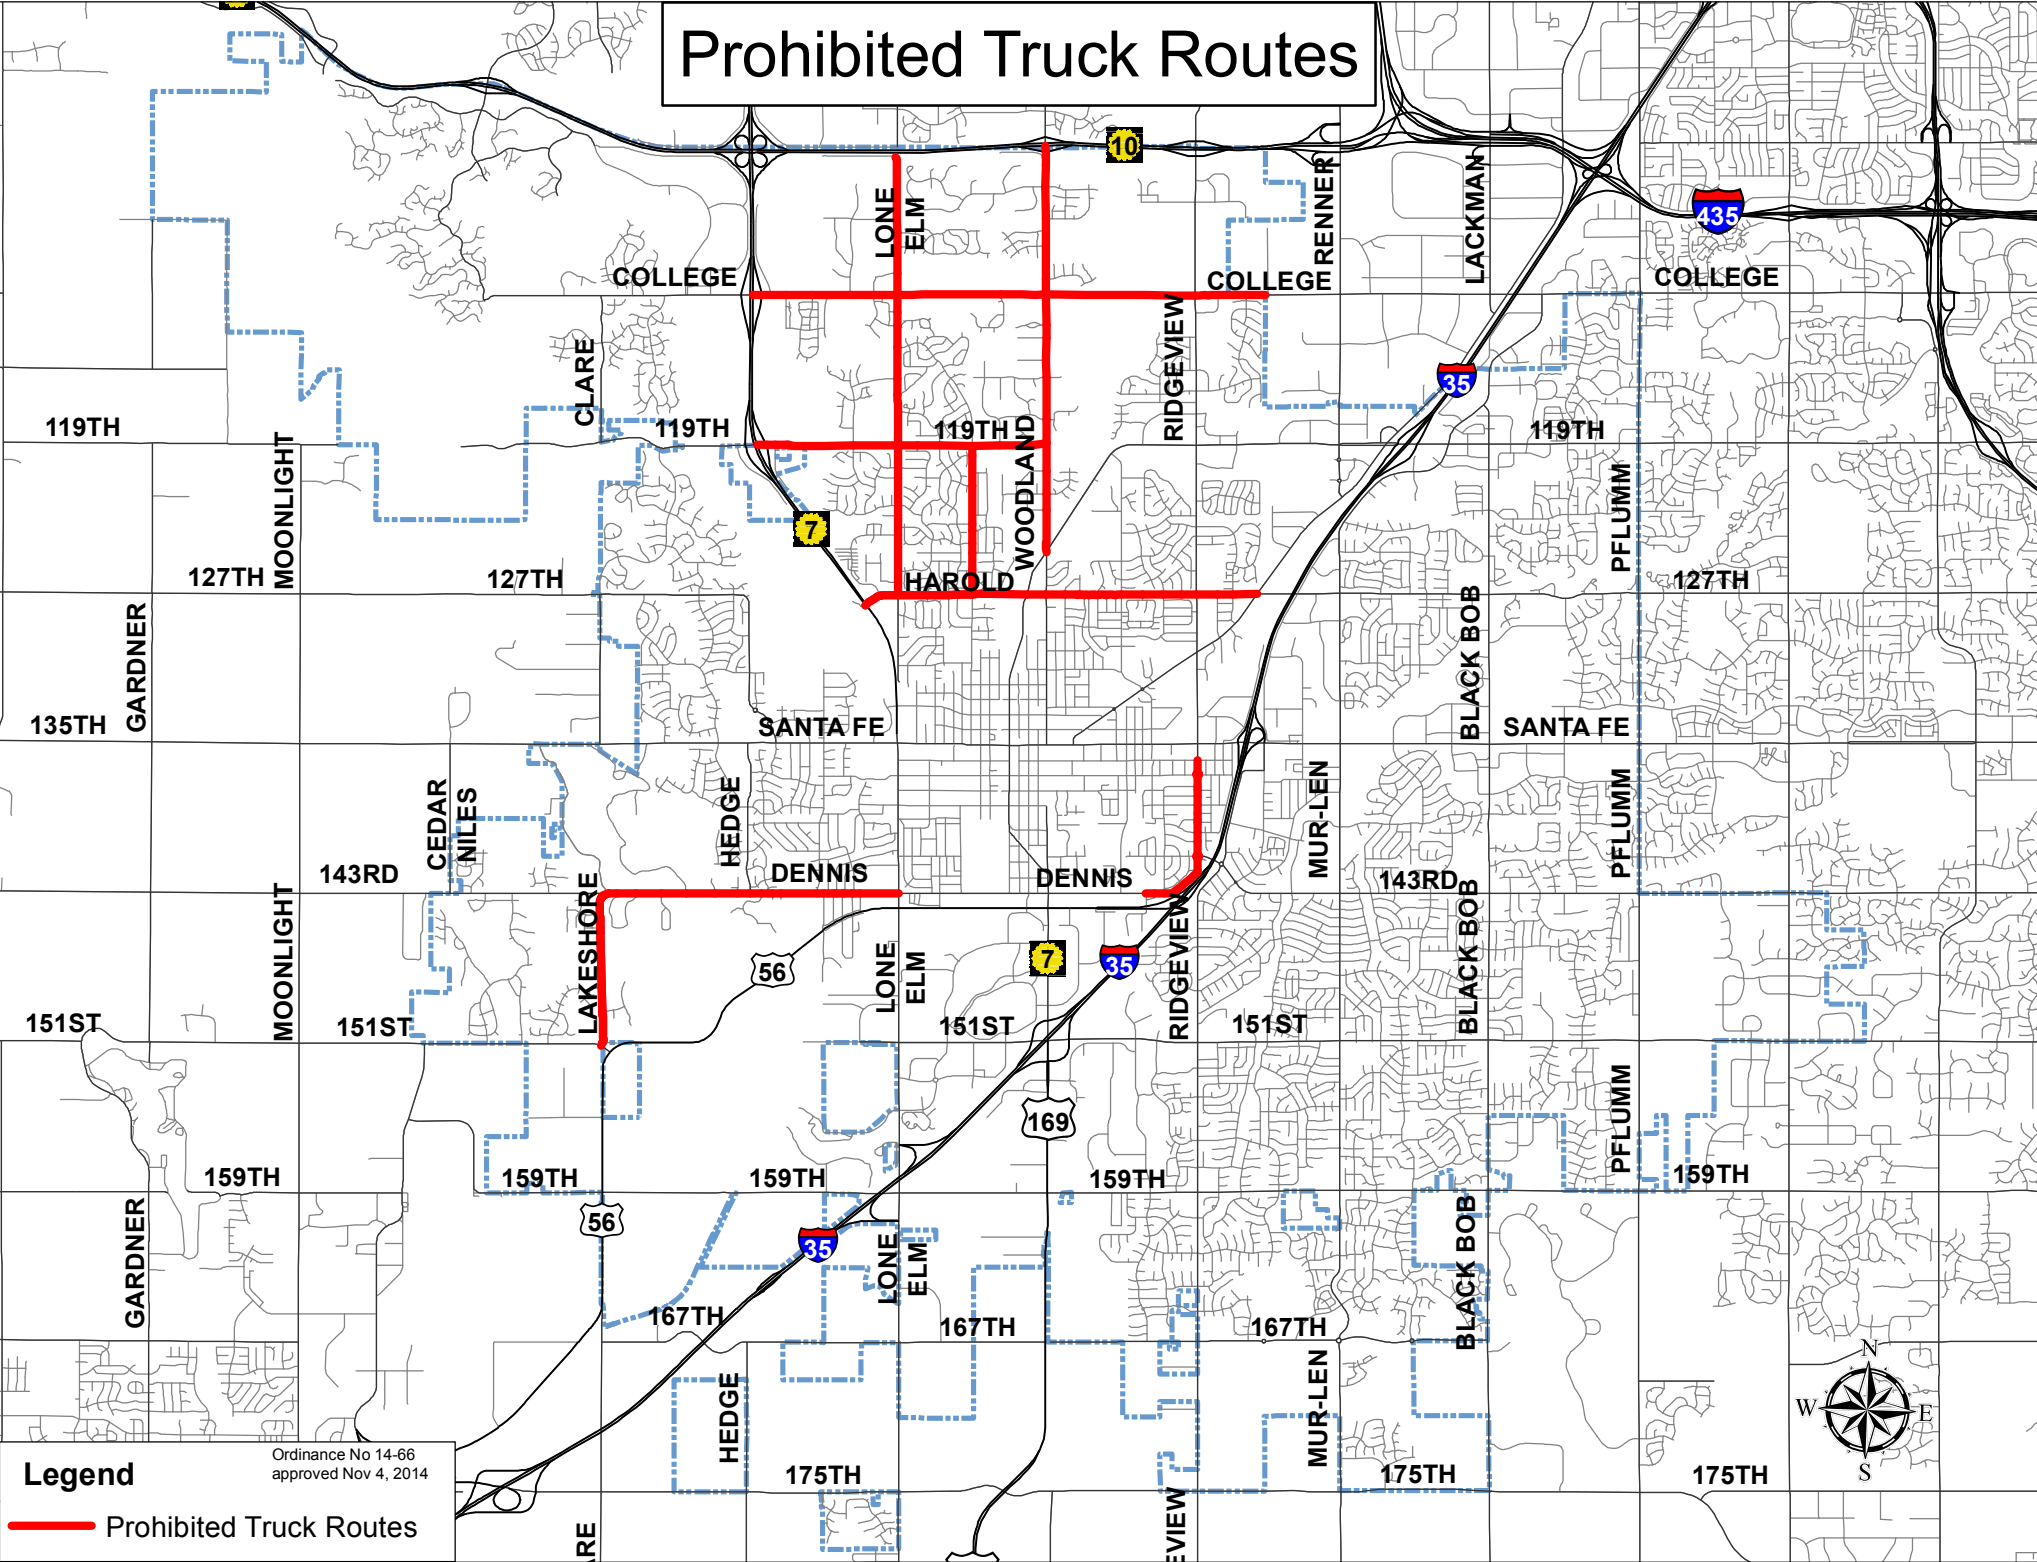 Prohibited Truck Routes
10
LONE
ELM
RENNER
LACKMAN
435
COLLEGE
COLLEGE
COLLEGE
CLARE
RIDGEVIEW
35
119TH
119TH
119TH
119TH
MOONLIGHT
WOODLAND
PFLUMM
7
127TH
127TH
HAROLD
127TH
GARDNER
BLACK BOB
135TH
SANTA FE
SANTA FE
CEDAR
NILES
HEDGE
MUR-LEN
PFLUMM
143RD
DENNIS
DENNIS
143RD
MOONLIGHT
LAKESHORE
56
LONE
ELM
7
35
RIDGEVIEW
BLACK BOB
151ST
151ST
151ST
151ST
169
PFLUMM
159TH
159TH
159TH
159TH
159TH
GARDNER
56
35
LONE
ELM
BLACK BOB
167TH
167TH
167TH
HEDGE
MUR-LEN
N
W
E
S
175TH
175TH
175TH
Legend
Ordinance No 14-66
approved Nov 4, 2014
Prohibited Truck Routes
ARE
VIEW